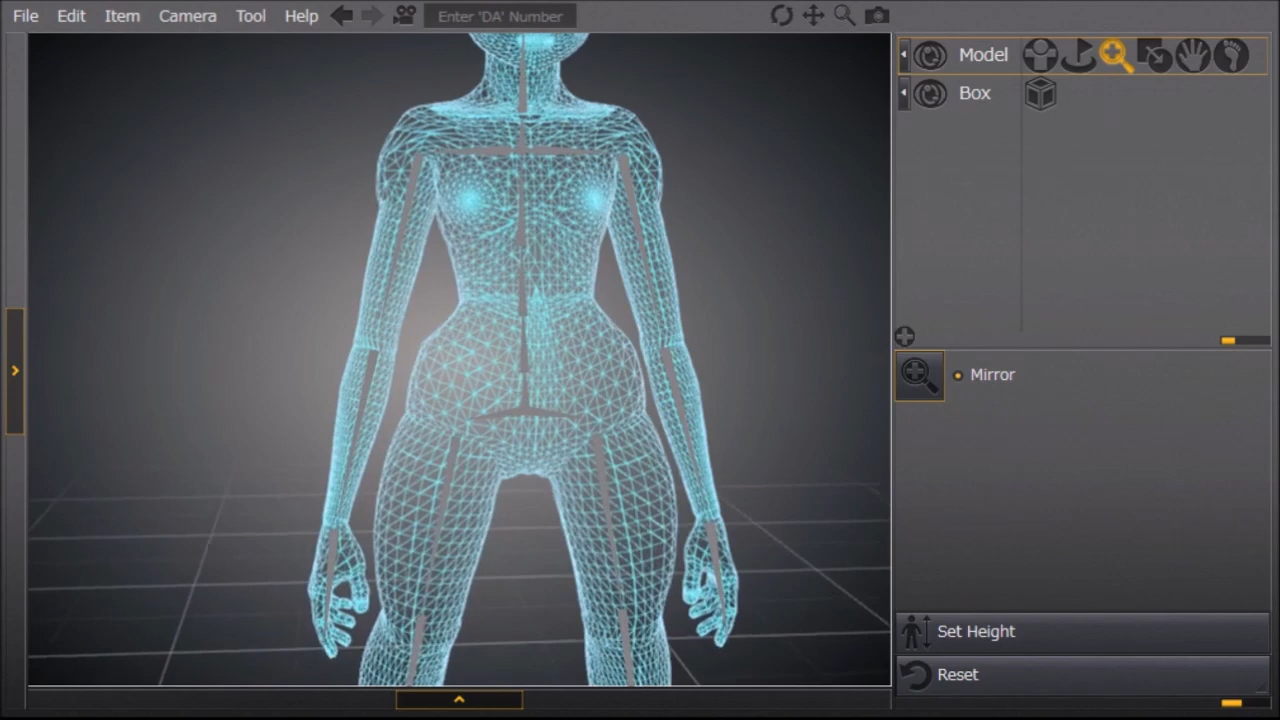 File Edit Item Camera Tool Help Enter 'DA' Number
Model
Box
Mirror
Set Height
Reset